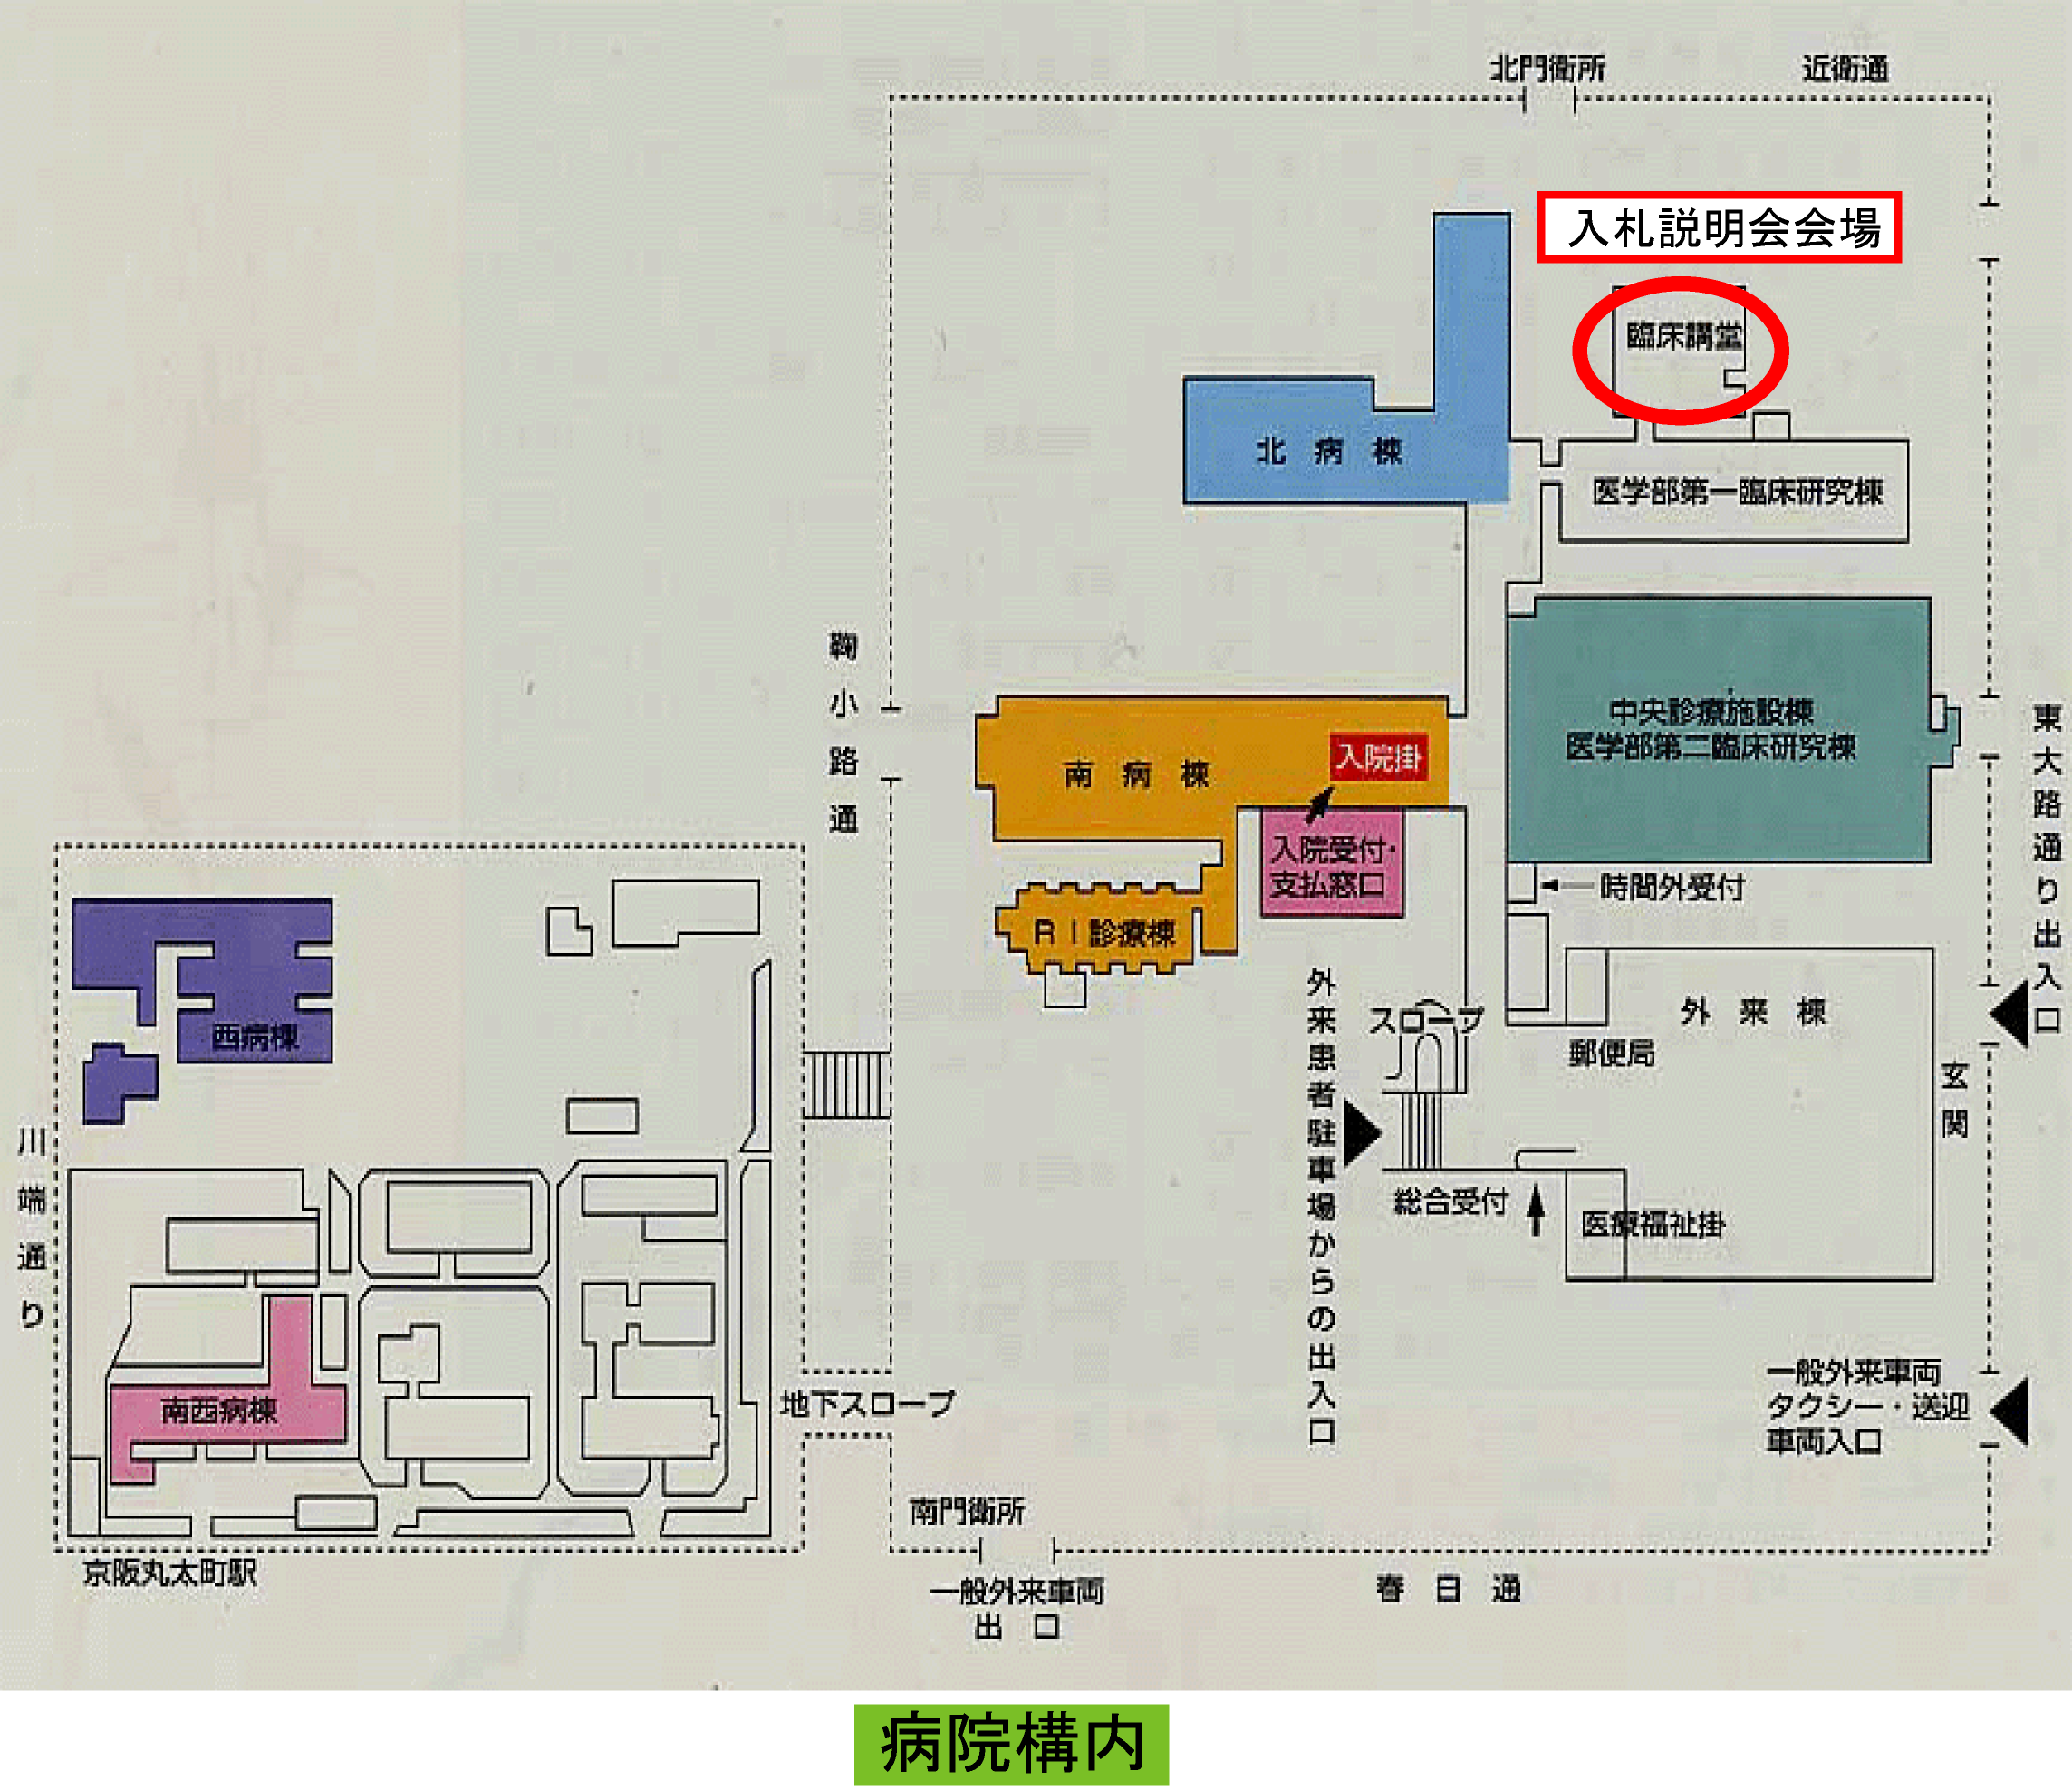 北門衛所
近衛通
入札説明会会場
臨床講堂
北病棟
医学部第一臨床研究棟
鞠小路通
中央診療施設棟
医学部第二臨床研究棟
東大路通り出入口
南病棟
入院掛
入院受付・
支払窓口
時間外受付
RI診療棟
外来患者駐車場からの出入口
スロープ
外来棟
郵便局
玄関
西病棟
川端通り
総合受付
医療福祉掛
一般外来車両
タクシー・送迎
車両入口
南西病棟
地下スロープ
南門衛所
京阪丸太町駅
一般外来車両
出口
春日通
病院構内